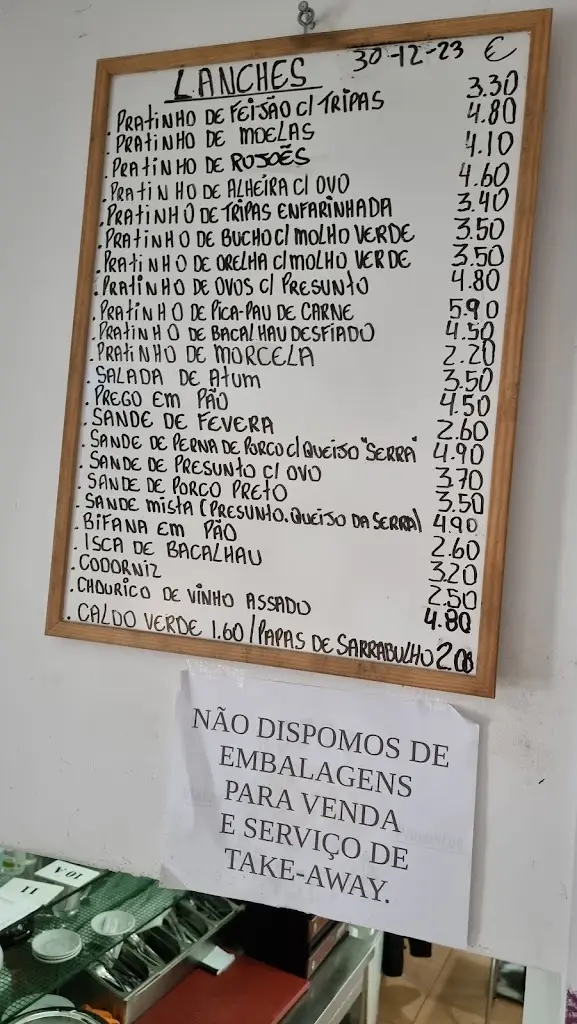 LANCHES 30-12-23 €
. PRATINHO DE FEIJÃO C/ TRIPAS 3.30
. PRATINHO DE MOELAS 4.80
. PRATINHO DE ROJOÊS 4.10
. PRATINHO DE ALHEIRA C/ OVO 4.60
. PRATINHO DE TRIPAS ENFARINHADA 3.40
. PRATINHO DE BUCHO C/ MOLHO VERDE 3.50
. PRATINHO DE ORELHA C/ MOLHO VERDE 3.50
. PRATINHO DE OVOS C/ PRESUNTO 4.80
. PRATINHO DE PICA-PAU DE CARNE 5.90
. PRATINHO DE BACALHAU DESFIADO 4.50
. PRATINHO DE MORCELA 2.20
. SALADA DE ATUM 3.50
. PREGO EM PÃO 4.50
. SANDE DE FEVERA 2.60
. SANDE DE PERNA DE PORCO C/ QUEIJO "SERRA" 4.90
. SANDE DE PRESUNTO C/ OVO 3.70
. SANDE DE PORCO PRETO 3.50
. SANDE MISTA (PRESUNTO. QUEIJO DA SERRA) 4.90
. BIFANA EM PÃO 2.60
. ISCA DE BACALHAU 3.20
. CODORNIZ 2.50
. CHOURICO DE VINHO ASSADO 4.80
. CALDO VERDE 1.60 / PAPAS DE SARRABULHO 2.00
NÃO DISPOMOS DE
EMBALAGENS
PARA VENDA
E SERVIÇO DE
TAKE-AWAY.
V 01
11